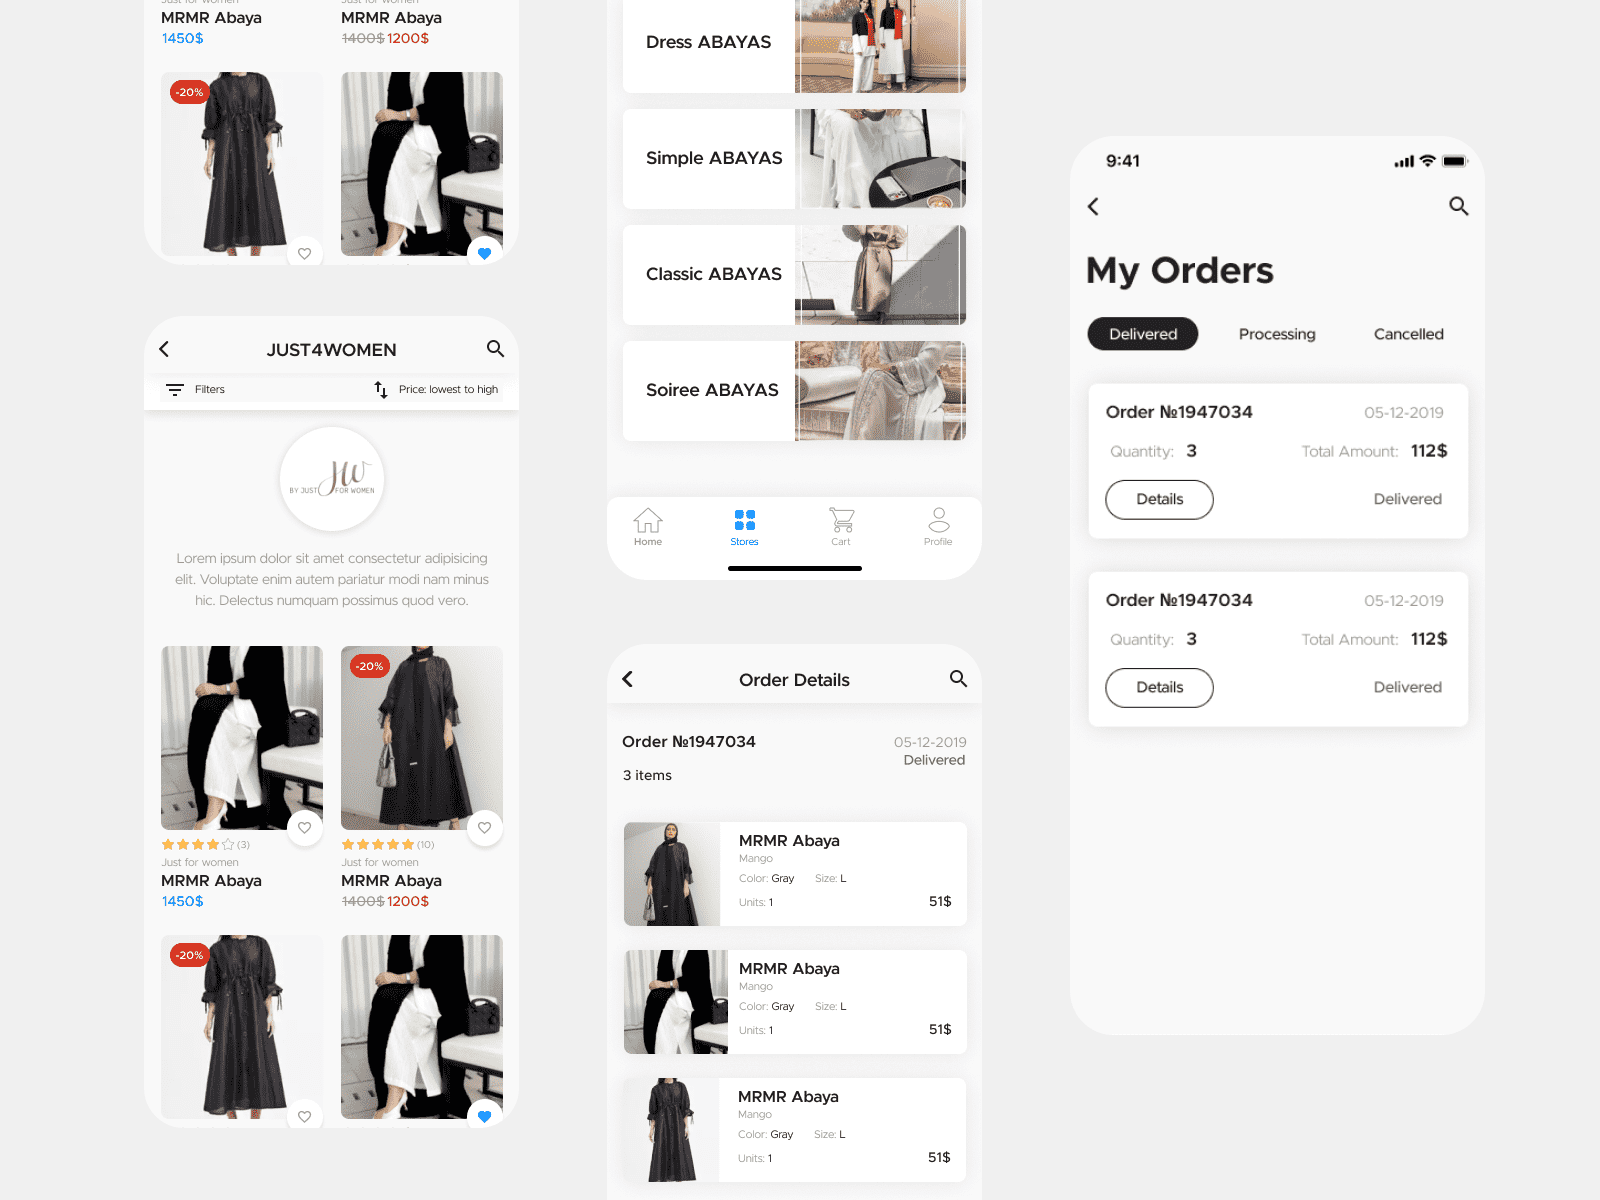 Just for women
Just for women
MRMR Abaya
MRMR Abaya
1450$
1400$ 1200$
-20%
JUST4WOMEN
Filters
Price: lowest to high
JW
BY JUST FOR WOMEN
Lorem ipsum dolor sit amet consectetur adipisicing
elit. Voluptate enim autem pariatur modi nam minus
hic. Delectus numquam possimus quod vero.
-20%
(3)
(10)
Just for women
Just for women
MRMR Abaya
MRMR Abaya
1450$
1400$ 1200$
-20%
Dress ABAYAS
Simple ABAYAS
Classic ABAYAS
Soiree ABAYAS
Home
Stores
Cart
Profile
Order Details
Order №1947034
05-12-2019
Delivered
3 items
MRMR Abaya
Mango
Color: Gray Size: L
Units: 1
51$
MRMR Abaya
Mango
Color: Gray Size: L
Units: 1
51$
MRMR Abaya
Mango
Color: Gray Size: L
Units: 1
51$
9:41
My Orders
Delivered
Processing
Cancelled
Order №1947034
05-12-2019
Quantity: 3
Total Amount: 112$
Details
Delivered
Order №1947034
05-12-2019
Quantity: 3
Total Amount: 112$
Details
Delivered